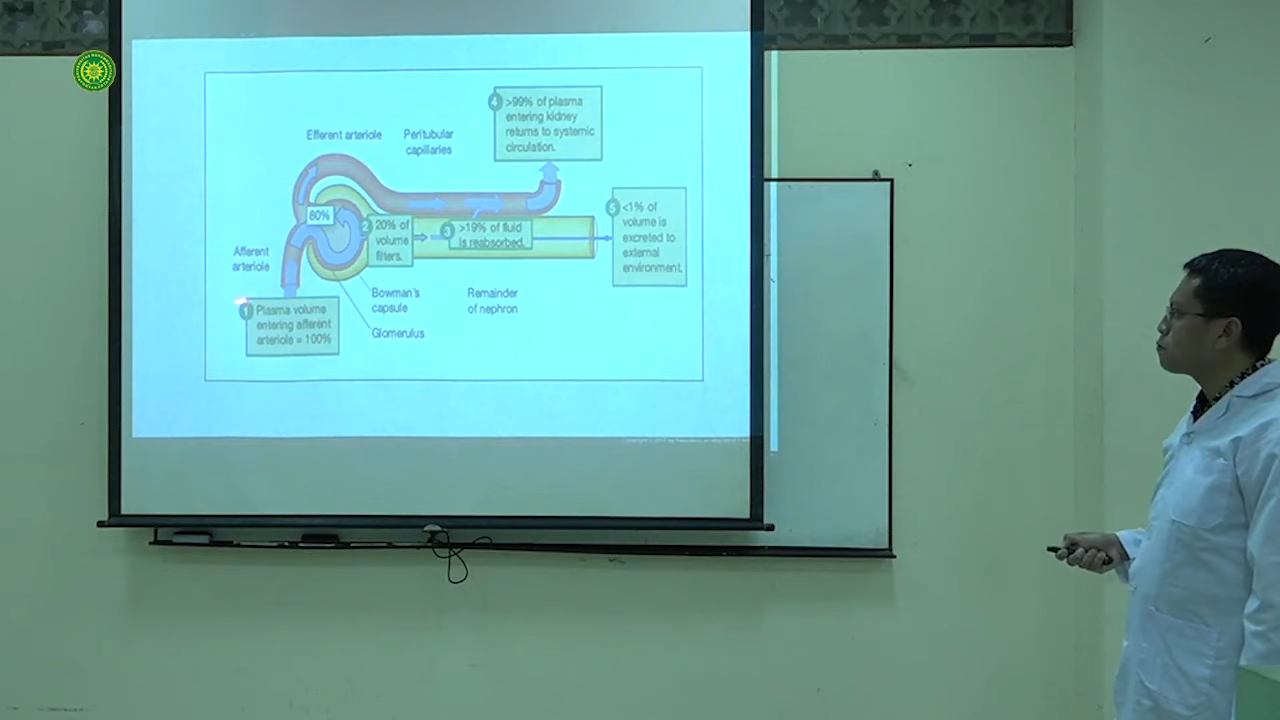 Efferent arteriole
Peritubular
capillaries
4
>99% of plasma
entering kidney
returns to systemic
circulation.
80%
2
20% of
volume
filters.
3
>19% of fluid
is reabsorbed.
5
<1% of
volume is
excreted to
external
environment.
Afferent
arteriole
1
Plasma volume
entering afferent
arteriole = 100%
Bowman's
capsule
Glomerulus
Remainder
of nephron